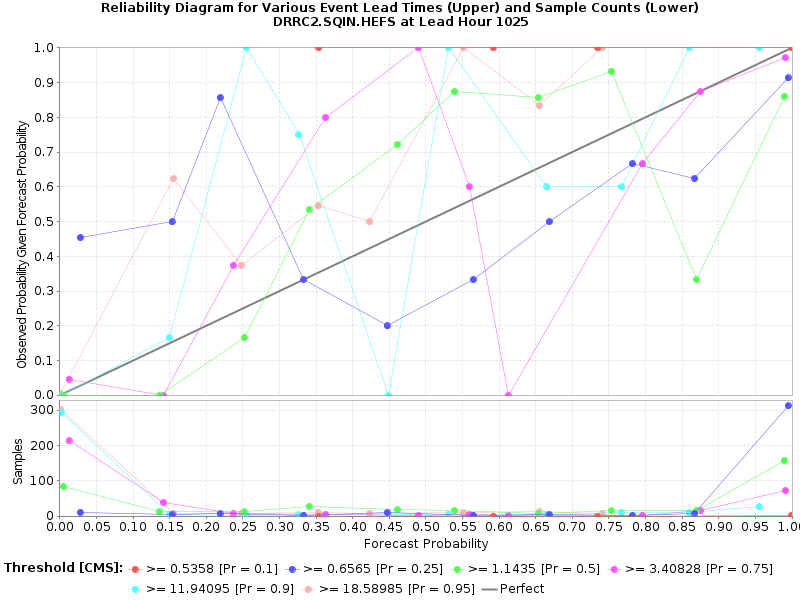 Reliability Diagram for Various Event Lead Times (Upper) and Sample Counts (Lower)
DRRC2.SQIN.HEFS at Lead Hour 1025
Observed Probability Given Forecast Probability
1.0
0.9
0.8
0.7
0.6
0.5
0.4
0.3
0.2
0.1
0.0
Samples
300
200
100
0
0.00 0.05 0.10 0.15 0.20 0.25 0.30 0.35 0.40 0.45 0.50 0.55 0.60 0.65 0.70 0.75 0.80 0.85 0.90 0.95 1.00
Forecast Probability
Threshold [CMS]: >= 0.5358 [Pr = 0.1] >= 0.6565 [Pr = 0.25] >= 1.1435 [Pr = 0.5] >= 3.40828 [Pr = 0.75]
>= 11.94095 [Pr = 0.9] >= 18.58985 [Pr = 0.95] Perfect